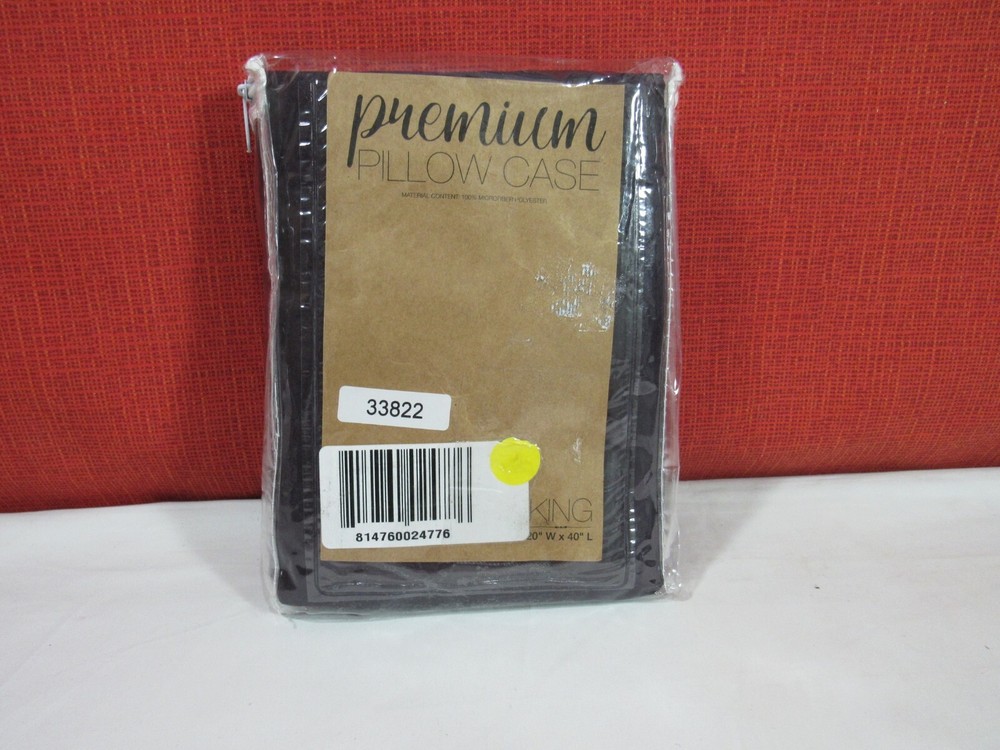 premium
PILLOW CASE
MATERIAL CONTENT: 100% MICROFIBER POLYESTER
33822
814760024776
KING
20" W x 40" L